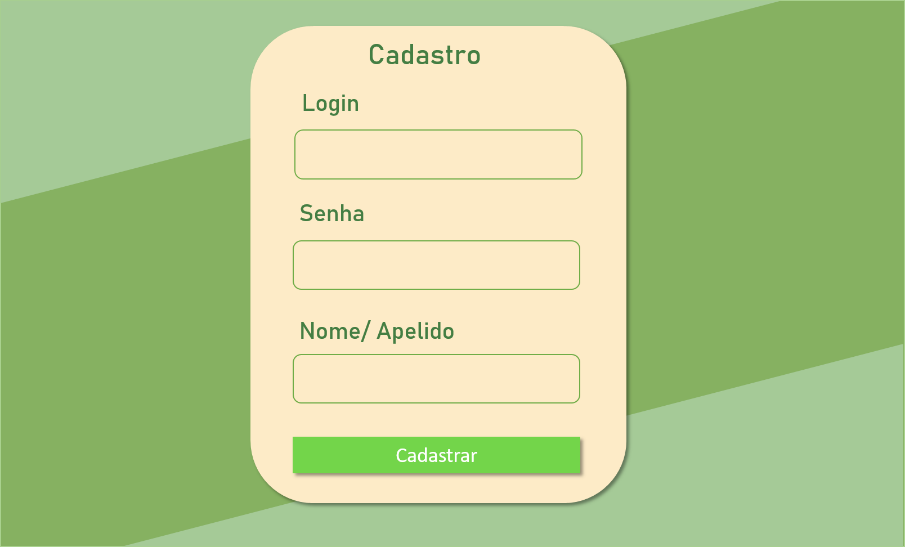 Cadastro
Login
Senha
Nome/ Apelido
Cadastrar